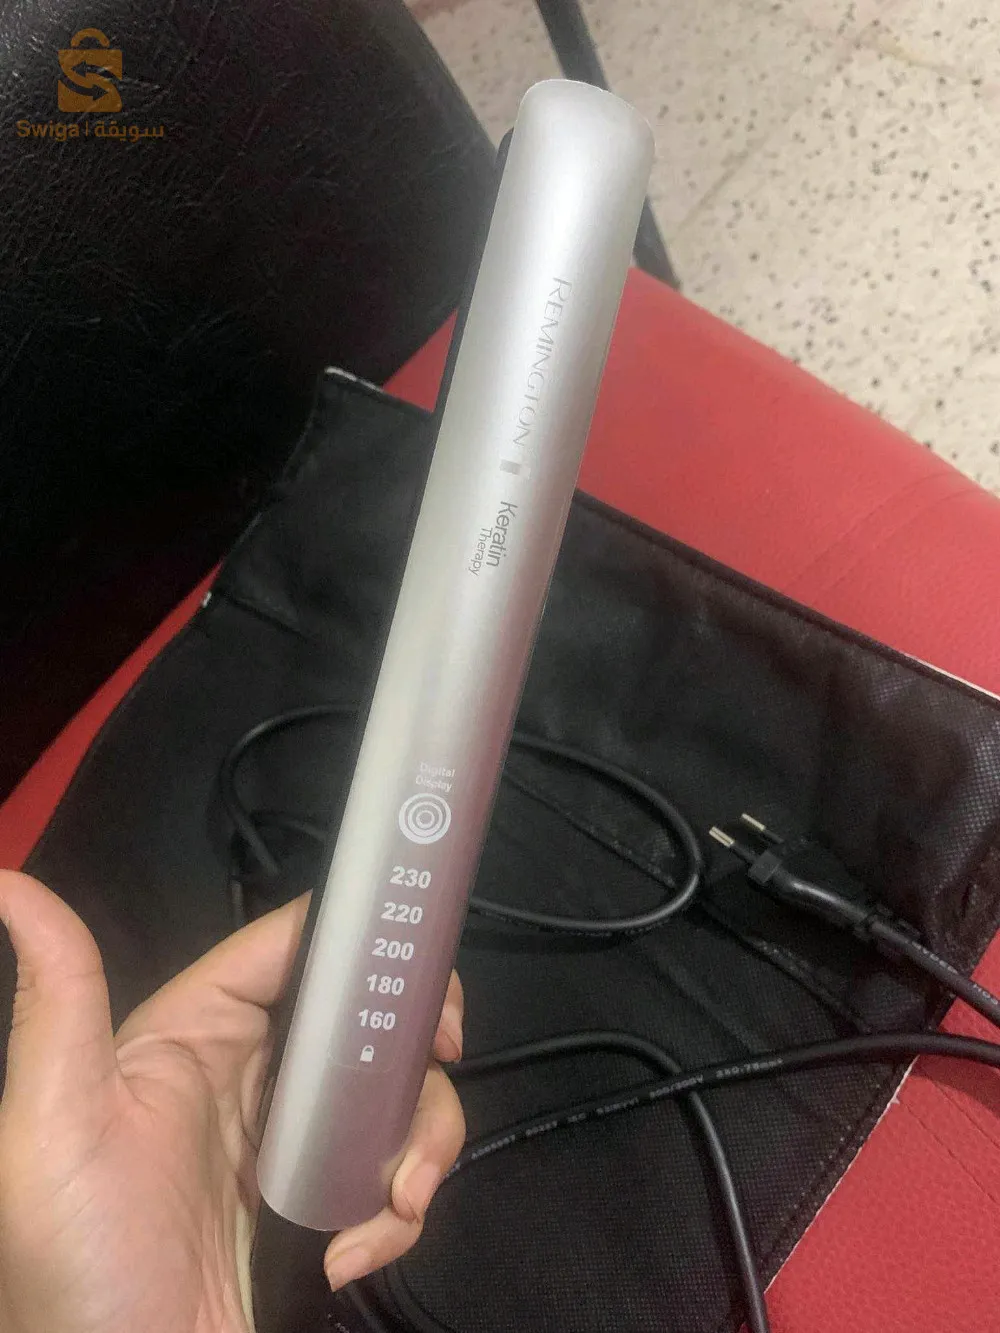 Swiga | سويقة
REMINGTON
Keratin
Therapy
Digital
Display
230
220
200
180
160